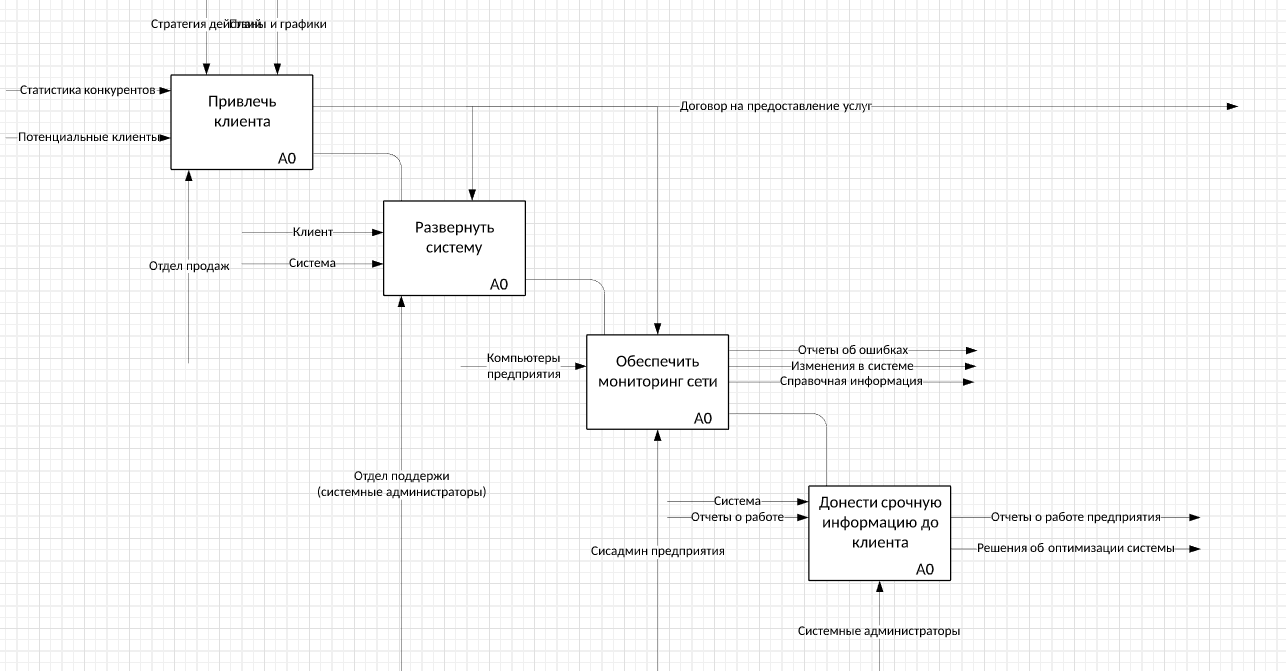 Стратегия действий
Планы и графики
Статистика конкурентов
Привлечь
клиента
Договор на предоставление услуг
Потенциальные клиенты
A0
Развернуть
систему
Клиент
Система
Отдел продаж
A0
Обеспечить
мониторинг сети
Компьютеры
предприятия
Отчеты об ошибках
Изменения в системе
Справочная информация
A0
Отдел поддержи
(системные администраторы)
Система
Отчеты о работе
Донести срочную
информацию до
клиента
Отчеты о работе предприятия
Решения об оптимизации системы
Сисадмин предприятия
A0
Системные администраторы